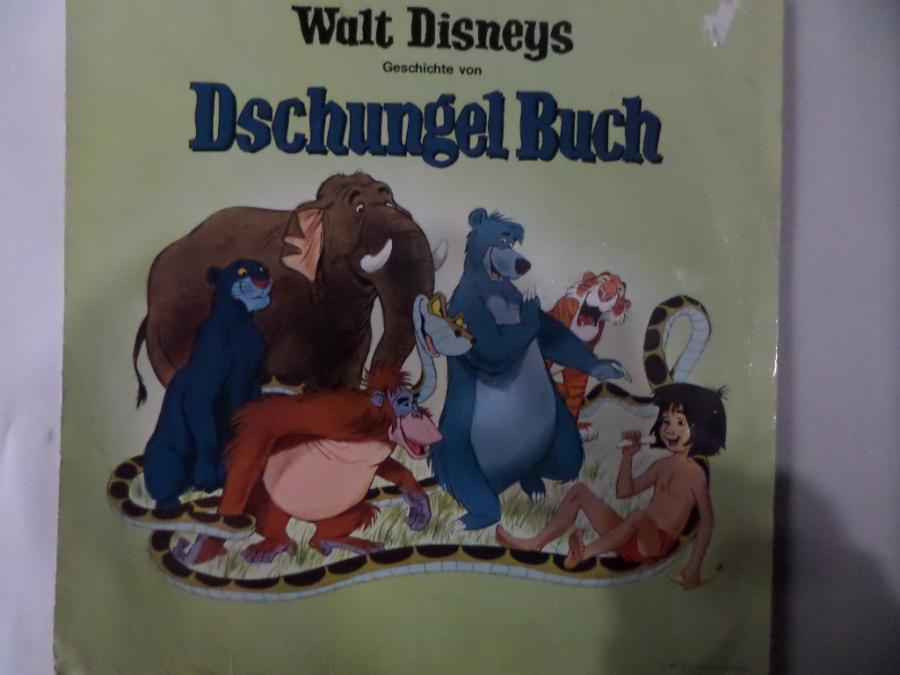 Walt Disneys
Geschichte von
Dschungel Buch